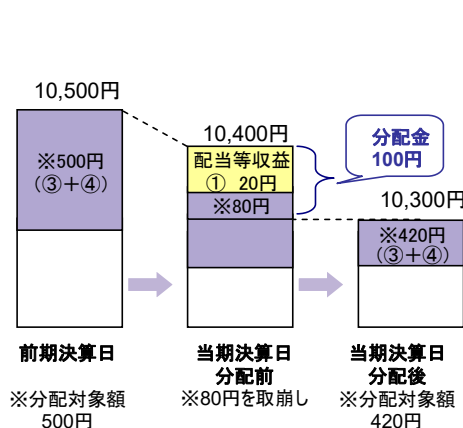 10,500円
※500円
(③+④)
10,400円
配当等収益
① 20円
※80円
分配金
100円
10,300円
※420円
(③+④)
前期決算日
※分配対象額
500円
当期決算日
分配前
※80円を取崩し
当期決算日
分配後
※分配対象額
420円